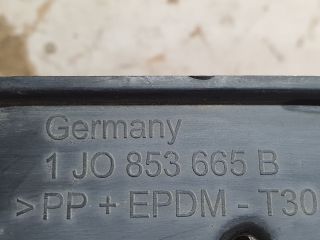 Germany
1 JO 853 665 B
>PP + EPDM - T30